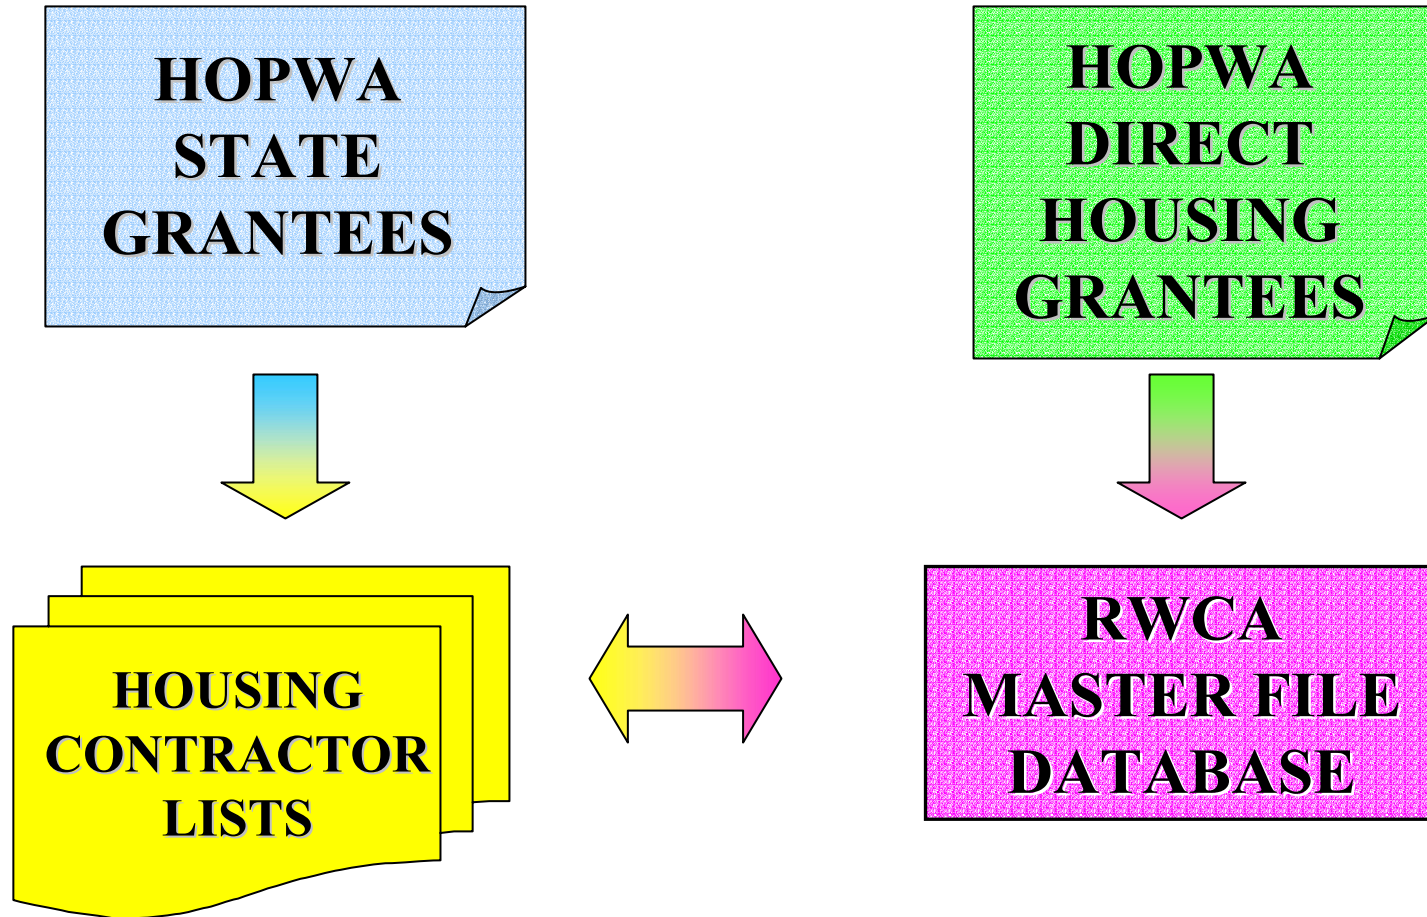 HOPWA
STATE
GRANTEES
HOPWA
DIRECT
HOUSING
GRANTEES
HOUSING
CONTRACTOR
LISTS
RWCA
MASTER FILE
DATABASE